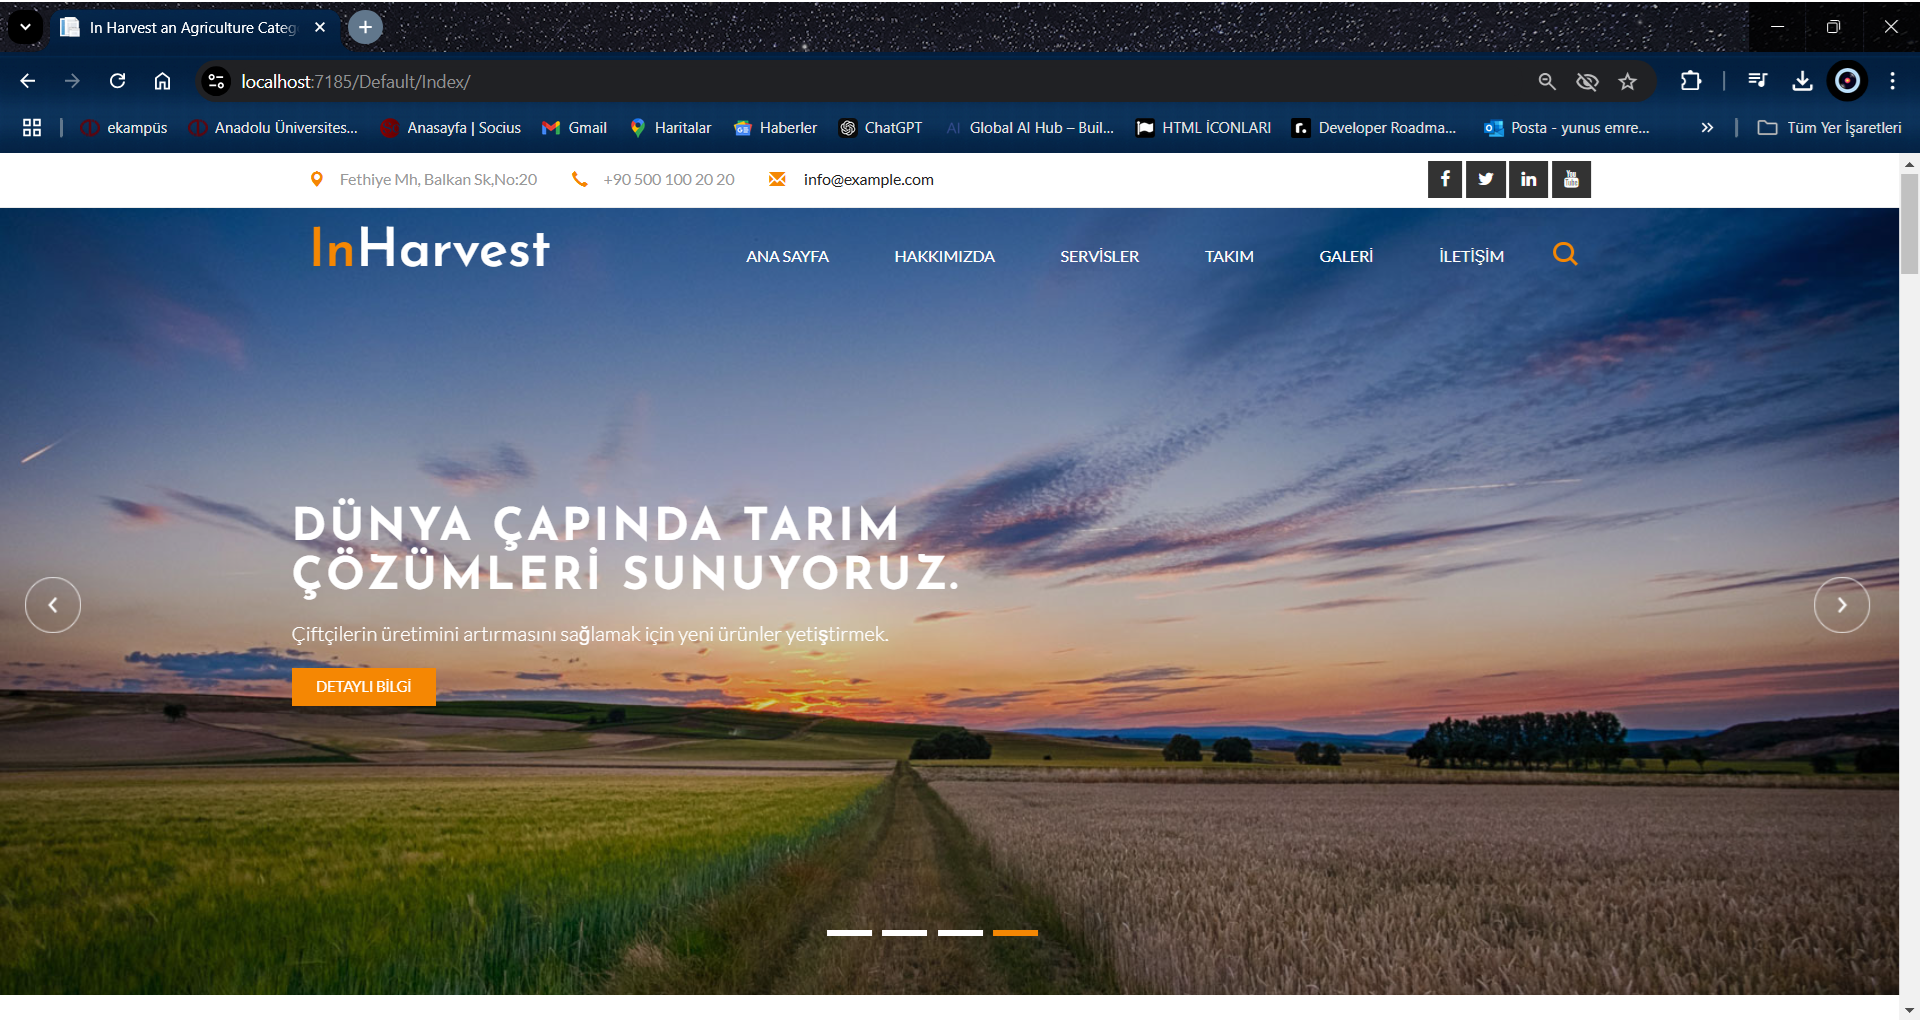 In Harvest an Agriculture Categ
localhost:7185/Default/Index/
ekampüs
Anadolu Üniversites...
Anasayfa | Socius
Gmail
Haritalar
Haberler
ChatGPT
AI Global AI Hub – Buil...
HTML İCONLARI
r. Developer Roadma...
Posta - yunus emre...
Tüm Yer İşaretleri
Fethiye Mh, Balkan Sk,No:20
+90 500 100 20 20
info@example.com
InHarvest
ANA SAYFA
HAKKIMIZDA
SERVİSLER
TAKIM
GALERİ
İLETİŞİM
DÜNYA ÇAPINDA TARIM
ÇÖZÜMLERİ SUNUYORUZ.
Çiftçilerin üretimini artırmasını sağlamak için yeni ürünler yetiştirmek.
DETAYLI BİLGİ